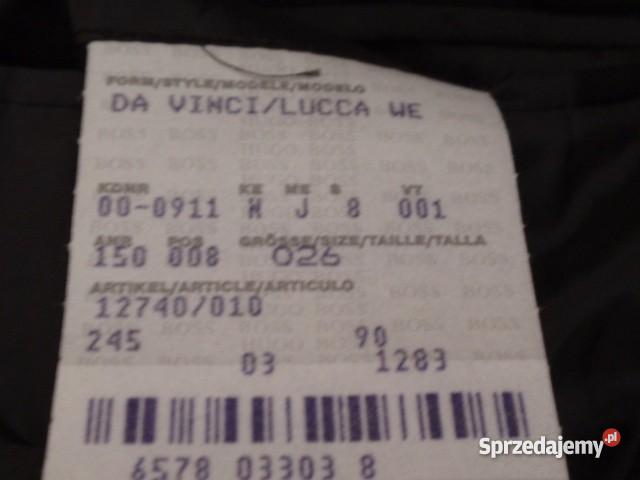 FORM/STYLE/MODELE/MODELO
DA VINCI/LUCCA WE
KDNR KE ME S VT
00-0911 W J 8 001
ANB POS GRÖSSE/SIZE/TAILLE/TALLA
150 008 026
ARTIKEL/ARTICLE/ARTICULO
12740/010
245 90
03 1283
6578 03303 8
Sprzedajemy.pl